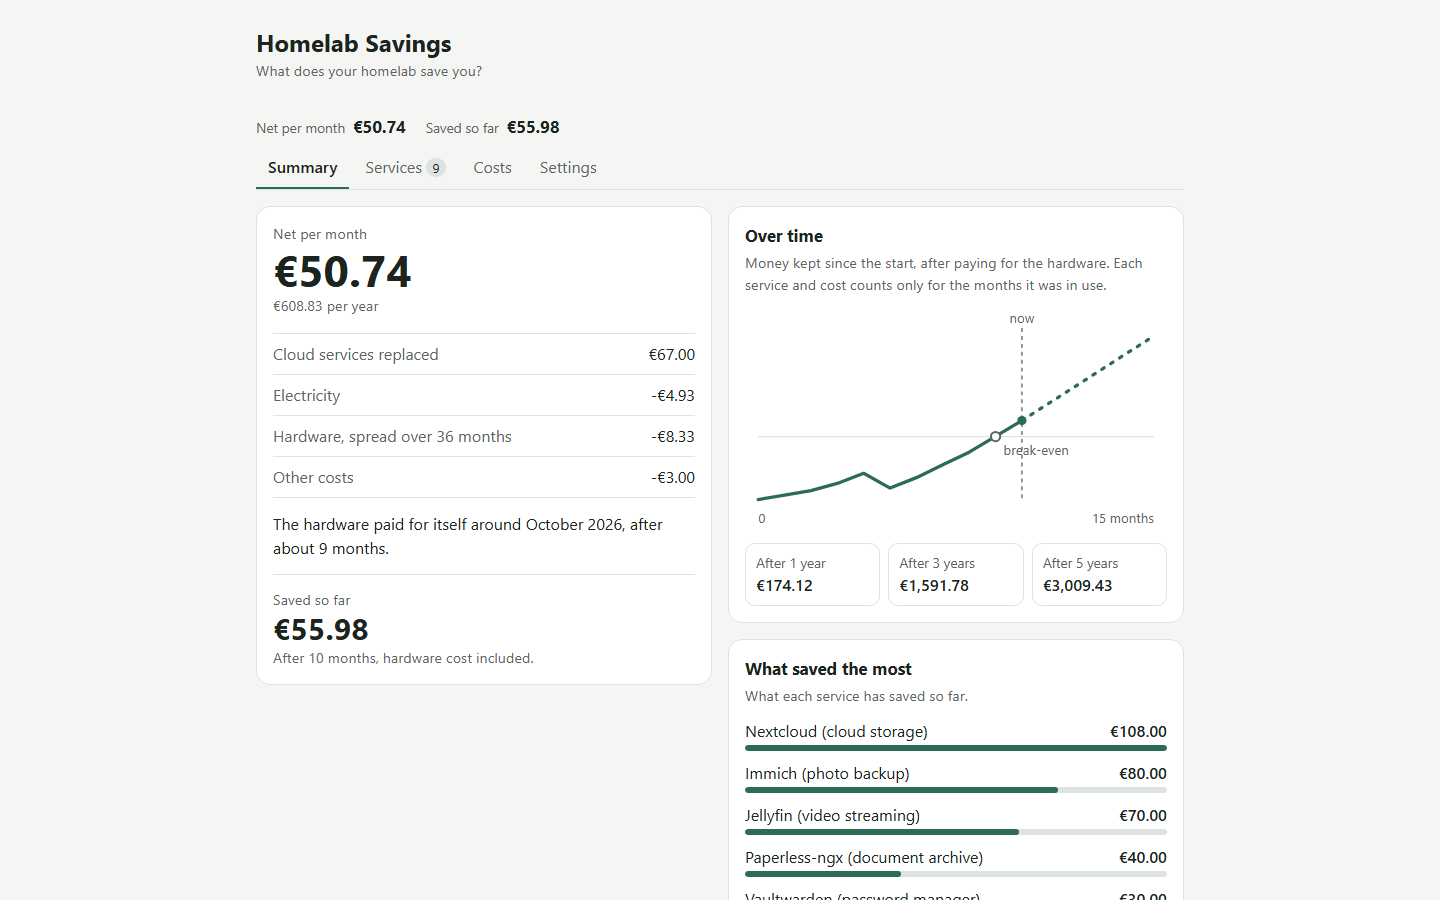 Homelab Savings
What does your homelab save you?
Net per month €50.74 Saved so far €55.98
Summary Services 9 Costs Settings
Net per month
€50.74
€608.83 per year
Cloud services replaced €67.00
Electricity -€4.93
Hardware, spread over 36 months -€8.33
Other costs -€3.00
The hardware paid for itself around October 2026, after
about 9 months.
Saved so far
€55.98
After 10 months, hardware cost included.
Over time
Money kept since the start, after paying for the hardware. Each
service and cost counts only for the months it was in use.
now
break-even
0 15 months
After 1 year After 3 years After 5 years
€174.12 €1,591.78 €3,009.43
What saved the most
What each service has saved so far.
Nextcloud (cloud storage) €108.00
Immich (photo backup) €80.00
Jellyfin (video streaming) €70.00
Paperless-ngx (document archive) €40.00
Vaultwarden (password manager) €30.00